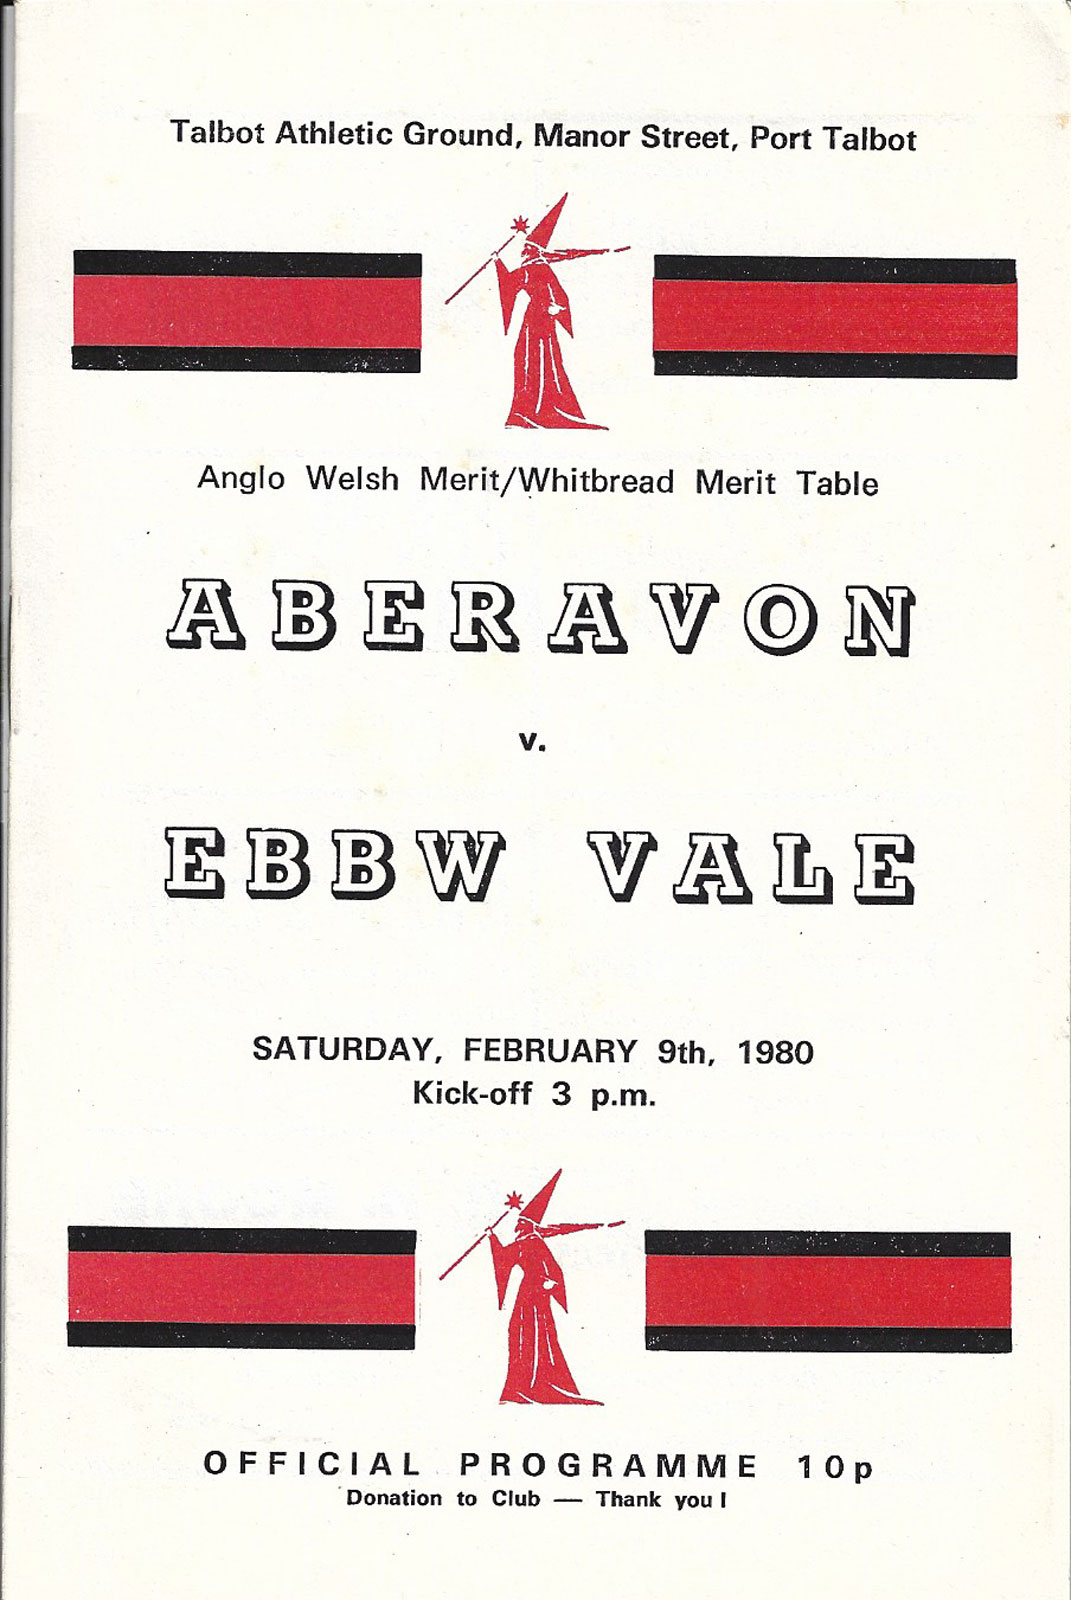 Talbot Athletic Ground, Manor Street, Port Talbot
Anglo Welsh Merit/Whitbread Merit Table
ABERAVON
v.
EBBW VALE
SATURDAY, FEBRUARY 9th, 1980
Kick-off 3 p.m.
OFFICIAL PROGRAMME 10p
Donation to Club — Thank you !